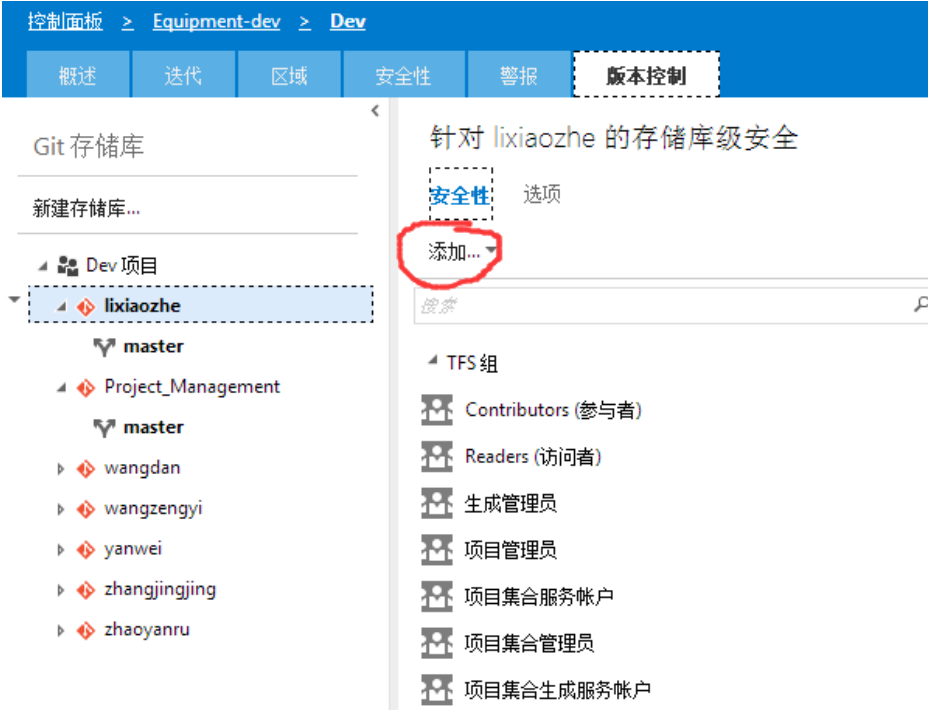 控制面板 > Equipment-dev > Dev
概述 迭代 区域 安全性 警报 版本控制
Git 存储库
新建存储库...
Dev 项目
lixiaozhe
master
Project_Management
master
wangdan
wangzengyi
yanwei
zhangjingjing
zhaoyanru
针对 lixiaozhe 的存储库级安全
安全性 选项
添加...
搜索
TFS 组
Contributors (参与者)
Readers (访问者)
生成管理员
项目管理员
项目集合服务帐户
项目集合管理员
项目集合生成服务帐户